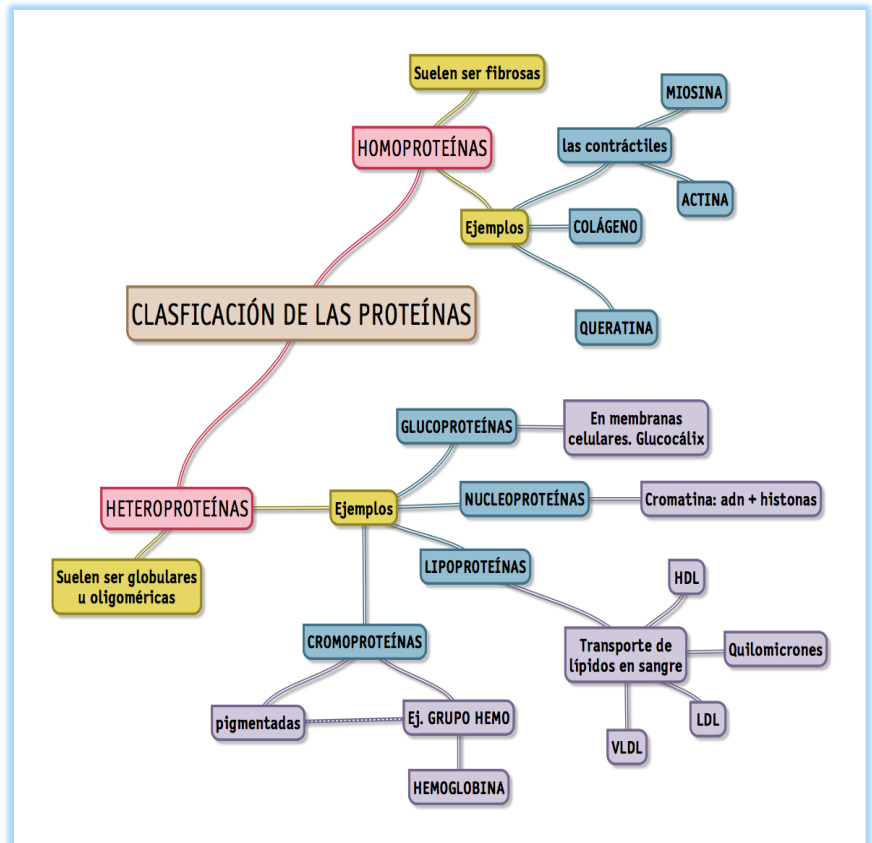 Suelen ser fibrosas
HOMOPROTEÍNAS
MIOSINA
las contráctiles
ACTINA
Ejemplos
COLÁGENO
QUERATINA
CLASFICACIÓN DE LAS PROTEÍNAS
GLUCOPROTEÍNAS
En membranas
celulares. Glucocálix
HETEROPROTEÍNAS
Ejemplos
NUCLEOPROTEÍNAS
Cromatina: adn + histonas
Suelen ser globulares
u oligoméricas
LIPOPROTEÍNAS
HDL
Transporte de
lípidos en sangre
Quilomicrones
LDL
VLDL
CROMOPROTEÍNAS
pigmentadas
Ej. GRUPO HEMO
HEMOGLOBINA